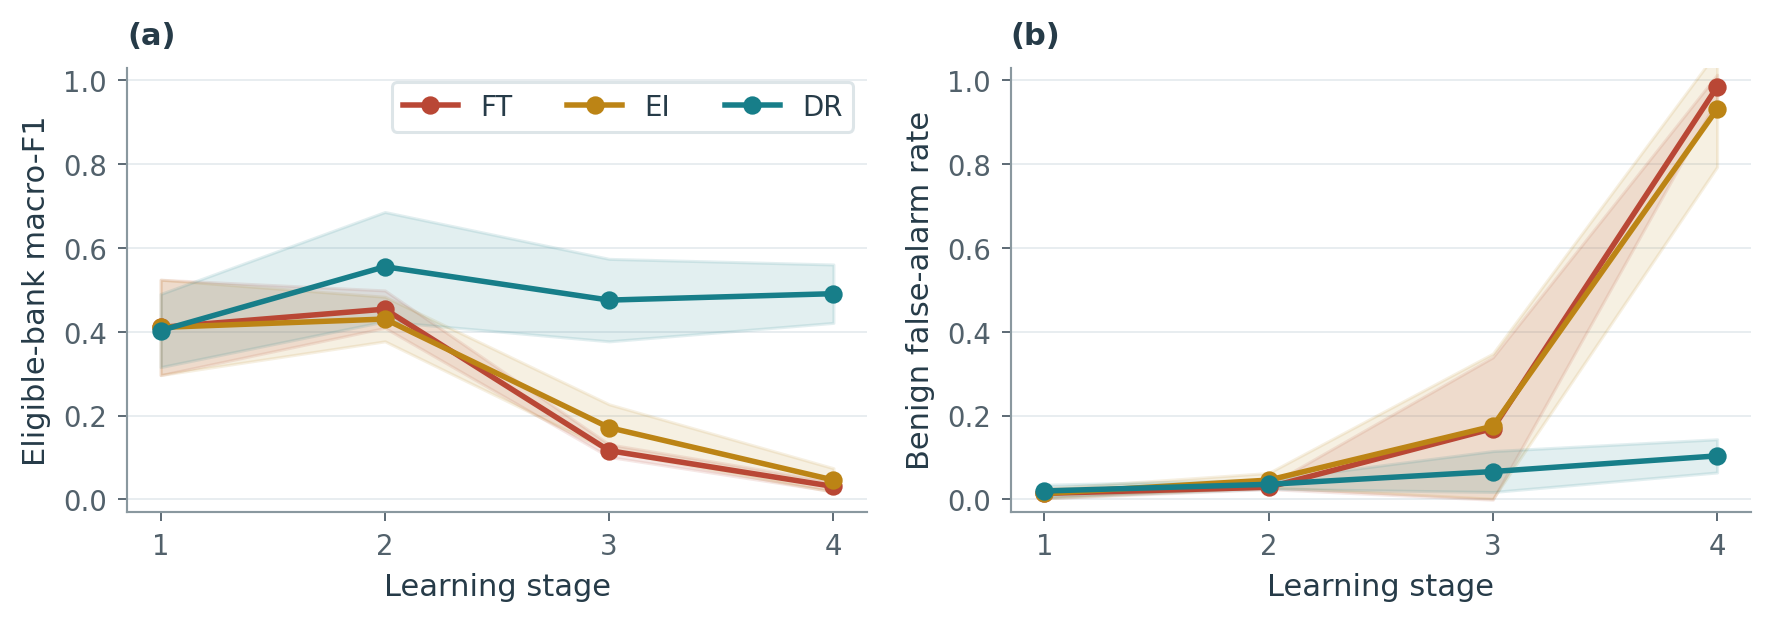 (a)
Eligible-bank macro-F1
1.0
0.8
0.6
0.4
0.2
0.0
FT EI DR
1 2 3 4
Learning stage
(b)
Benign false-alarm rate
1.0
0.8
0.6
0.4
0.2
0.0
1 2 3 4
Learning stage